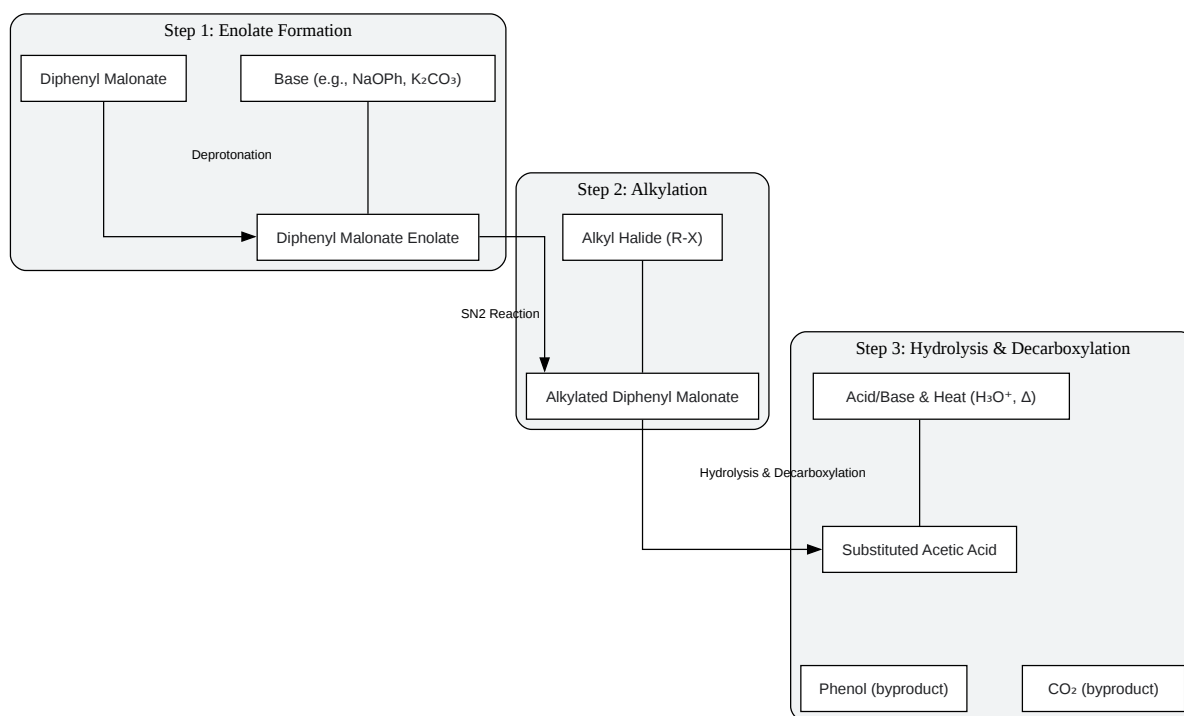 Step 1: Enolate Formation
Diphenyl Malonate
Base (e.g., NaOPh, K₂CO₃)
Deprotonation
Diphenyl Malonate Enolate
Step 2: Alkylation
Alkyl Halide (R-X)
SN2 Reaction
Alkylated Diphenyl Malonate
Step 3: Hydrolysis & Decarboxylation
Acid/Base & Heat (H₃O⁺, Δ)
Hydrolysis & Decarboxylation
Substituted Acetic Acid
Phenol (byproduct)
CO₂ (byproduct)